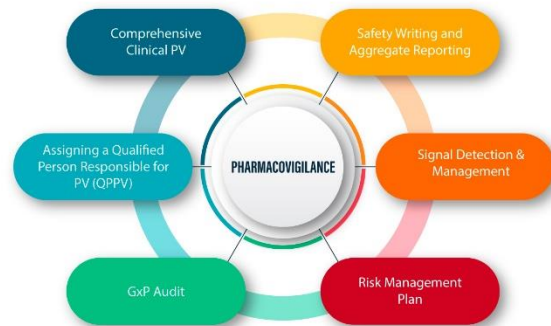 Comprehensive
Clinical PV
Safety Writing and
Aggregate Reporting
Assigning a Qualified
Person Responsible for
PV (QPPV)
PHARMACOVIGILANCE
Signal Detection &
Management
GxP Audit
Risk Management
Plan